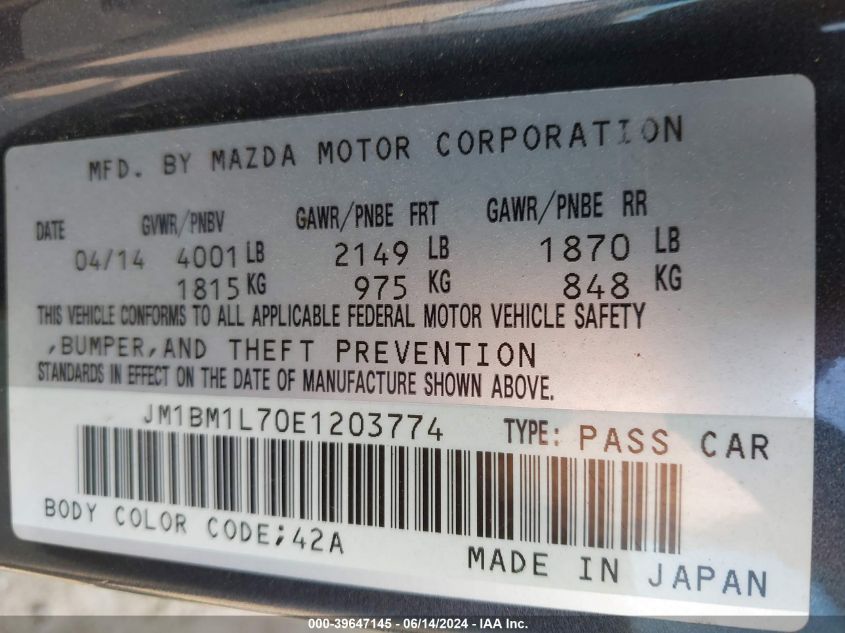 MFD. BY MAZDA MOTOR CORPORATION
DATE GVWR/PNBV GAWR/PNBE FRT GAWR/PNBE RR
04/14 4001 LB 2149 LB 1870 LB
1815 KG 975 KG 848 KG
THIS VEHICLE CONFORMS TO ALL APPLICABLE FEDERAL MOTOR VEHICLE SAFETY
,BUMPER,AND THEFT PREVENTION
STANDARDS IN EFFECT ON THE DATE OF MANUFACTURE SHOWN ABOVE.
JM1BM1L70E1203774 TYPE: PASS CAR
BODY COLOR CODE;42A
MADE IN JAPAN
000-39647145 - 06/14/2024 - IAA Inc.